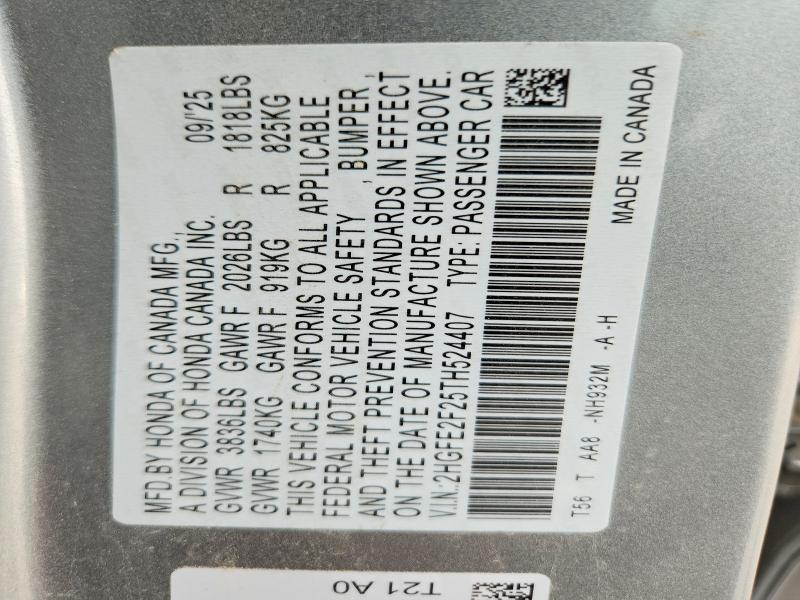 MFD.BY HONDA OF CANADA MFG., 09/'25
A DIVISION OF HONDA CANADA INC.
GVWR 3836LBS GAWR F 2026LBS R 1818LBS
GVWR 1740KG GAWR F 919KG R 825KG
THIS VEHICLE CONFORMS TO ALL APPLICABLE
FEDERAL MOTOR VEHICLE SAFETY , BUMPER ,
AND THEFT PREVENTION STANDARDS IN EFFECT
ON THE DATE OF MANUFACTURE SHOWN ABOVE.
V.I.N:2HGFE2F25TH524407 TYPE: PASSENGER CAR
T56 T AA8 -NH932M -A -H
MADE IN CANADA
T21 A0